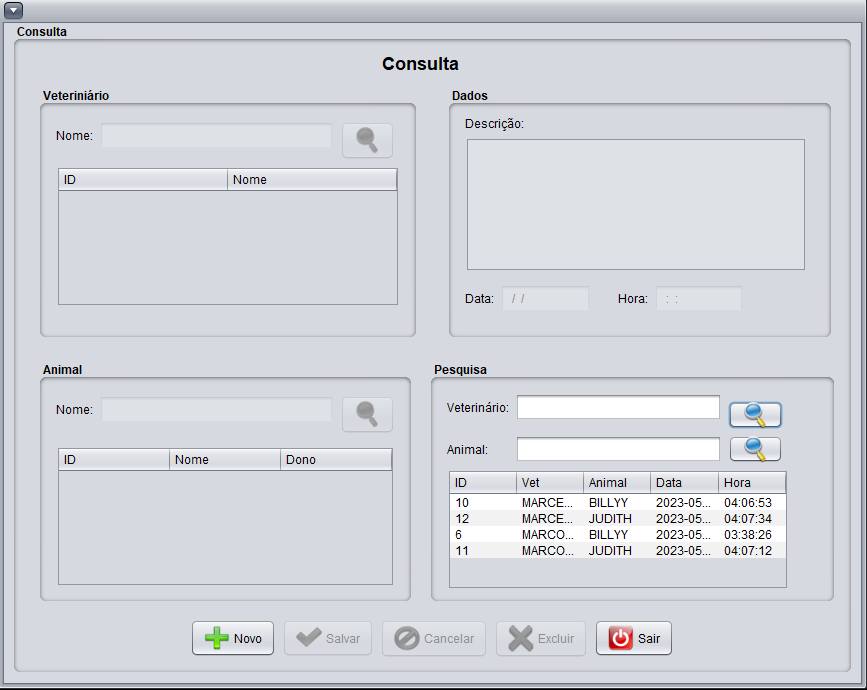 Consulta
Consulta
Veteriniário
Nome:
ID Nome
Dados
Descrição:
Data: / / Hora: : :
Animal
Nome:
ID Nome Dono
Pesquisa
Veterinário:
Animal:
ID Vet Animal Data Hora
10 MARCE... BILLYY 2023-05... 04:06:53
12 MARCE... JUDITH 2023-05... 04:07:34
6 MARCO... BILLYY 2023-05... 03:38:26
11 MARCO... JUDITH 2023-05... 04:07:12
Novo Salvar Cancelar Excluir Sair